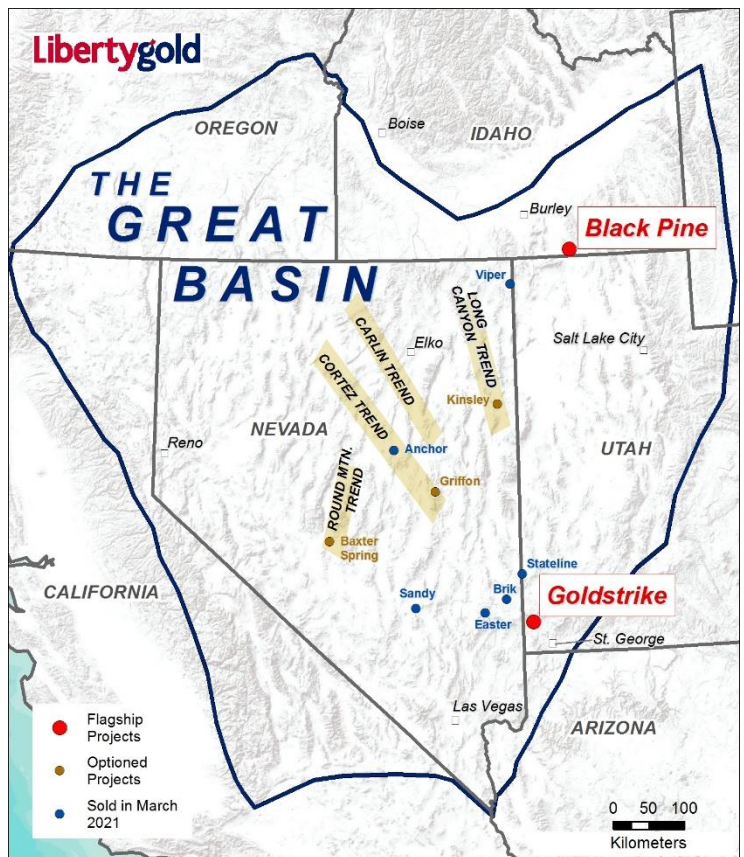 Libertygold
OREGON
Boise
IDAHO
THE
GREAT
BASIN
Burley
Black Pine
Viper
LONG
CANYON TREND
CARLIN TREND
Elko
Salt Lake City
CORTEZ TREND
Kinsley
NEVADA
Reno
Anchor
UTAH
ROUND MTN.
TREND
Griffon
Baxter
Spring
Stateline
CALIFORNIA
Sandy
Brik
Goldstrike
Easter
St. George
Las Vegas
ARIZONA
Flagship
Projects
Optioned
Projects
Sold in March
2021
0 50 100
Kilometers